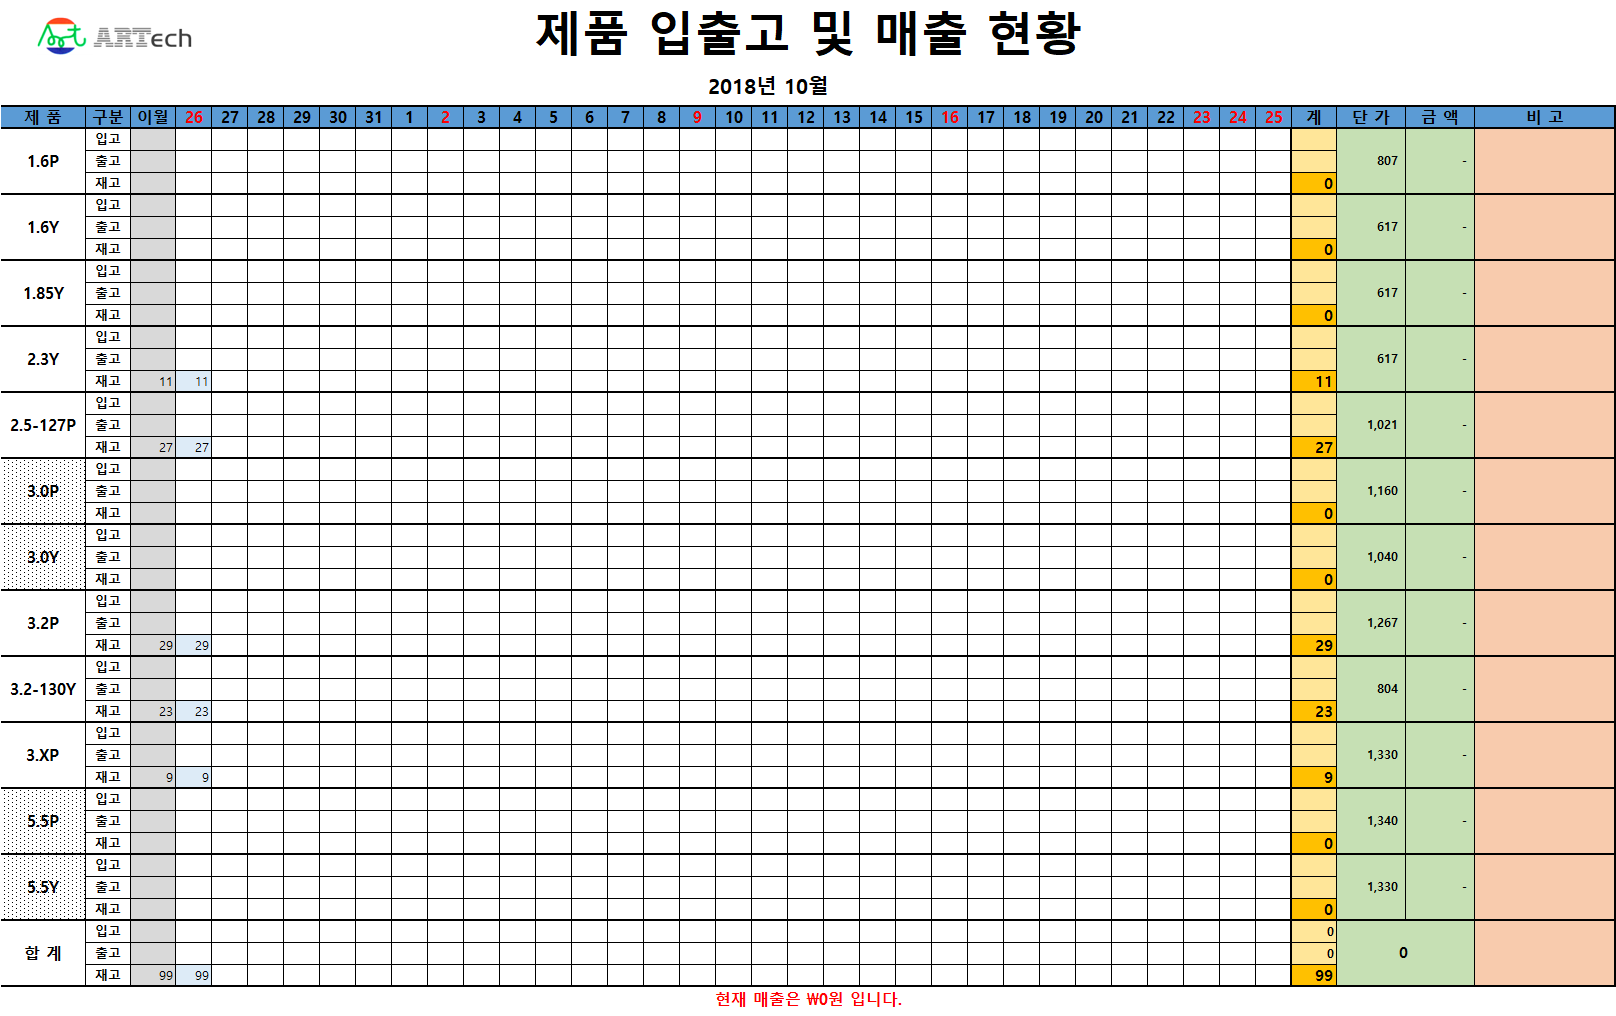 Art ARTech
제품 입출고 및 매출 현황
2018년 10월
제 품 구분 이월 26 27 28 29 30 31 1 2 3 4 5 6 7 8 9 10 11 12 13 14 15 16 17 18 19 20 21 22 23 24 25 계 단 가 금 액 비 고
입고
1.6P 출고 807 -
재고 0
입고
1.6Y 출고 617 -
재고 0
입고
1.85Y 출고 617 -
재고 0
입고
2.3Y 출고 617 -
재고 11 11 11
입고
2.5-127P 출고 1,021 -
재고 27 27 27
입고
3.0P 출고 1,160 -
재고 0
입고
3.0Y 출고 1,040 -
재고 0
입고
3.2P 출고 1,267 -
재고 29 29 29
입고
3.2-130Y 출고 804 -
재고 23 23 23
입고
3.XP 출고 1,330 -
재고 9 9 9
입고
5.5P 출고 1,340 -
재고 0
입고
5.5Y 출고 1,330 -
재고 0
입고 0
합 계 출고 0 0
재고 99 99 99
현재 매출은 ₩0원 입니다.